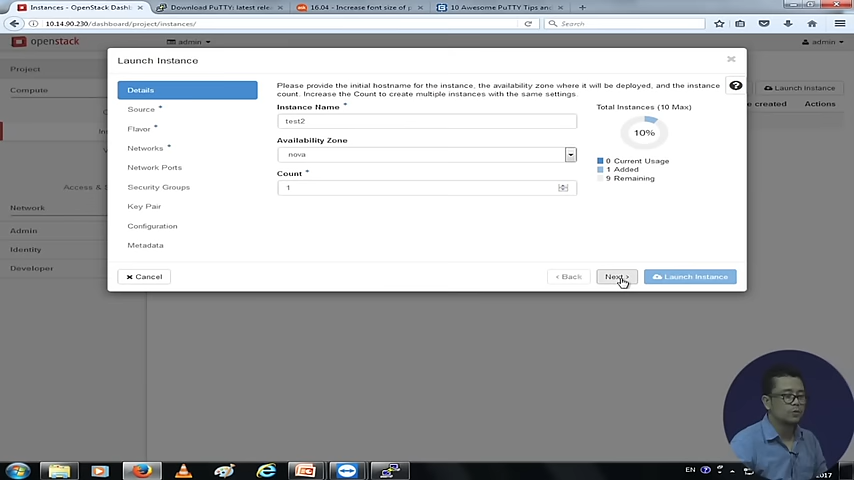 Instances - OpenStack Dash
Download PuTTY: latest rele
16.04 - Increase font size of p
10 Awesome PuTTY Tips an
10.14.90.230/dashboard/project/instances/
Search
openstack
admin
admin
Project
Compute
Launch Instance
e created
Actions
Ins
V
Access & S
Network
Admin
Identity
Developer
Launch Instance
Details
Source *
Flavor *
Networks *
Network Ports
Security Groups
Key Pair
Configuration
Metadata
Please provide the initial hostname for the instance, the availability zone where it will be deployed, and the instance
count. Increase the Count to create multiple instances with the same settings.
Instance Name *
test2
Availability Zone
nova
Count *
1
Total Instances (10 Max)
10%
0 Current Usage
1 Added
9 Remaining
Cancel
< Back
Next >
Launch Instance
EN
2017